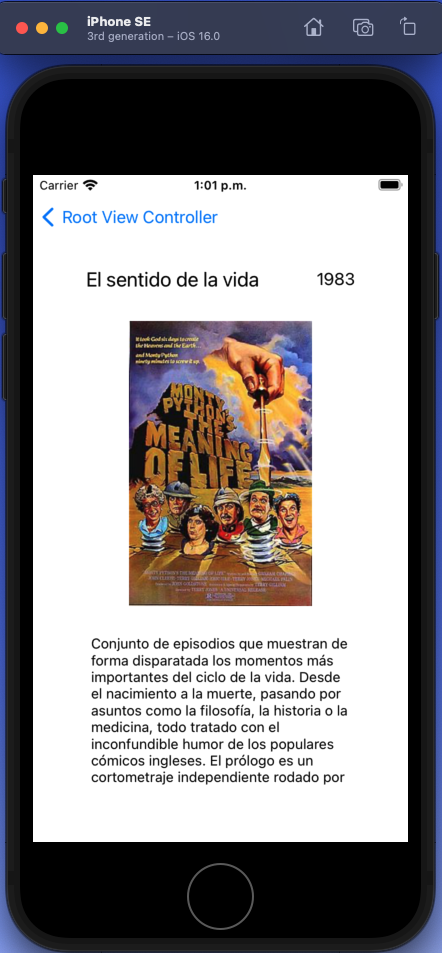 iPhone SE
3rd generation – iOS 16.0
Carrier
1:01 p.m.
Root View Controller
El sentido de la vida
1983
It took God six days to create
the Heavens and the Earth...
and Monty Python
ninety minutes to screw it up.
MONTY
PYTHON'S
THE
MEANING
OF LIFE
Conjunto de episodios que muestran de
forma disparatada los momentos más
importantes del ciclo de la vida. Desde
el nacimiento a la muerte, pasando por
asuntos como la filosofía, la historia o la
medicina, todo tratado con el
inconfundible humor de los populares
cómicos ingleses. El prólogo es un
cortometraje independiente rodado por